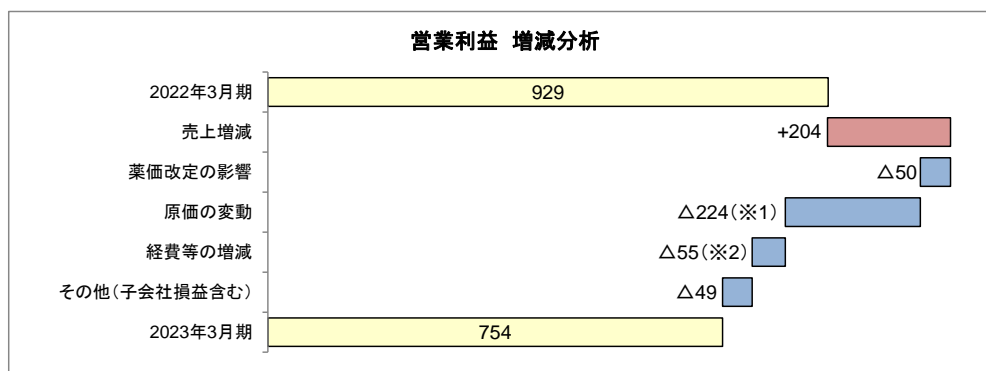 営業利益 増減分析
2022年3月期 929
売上増減 +204
薬価改定の影響 △50
原価の変動 △224(※1)
経費等の増減 △55(※2)
その他(子会社損益含む) △49
2023年3月期 754